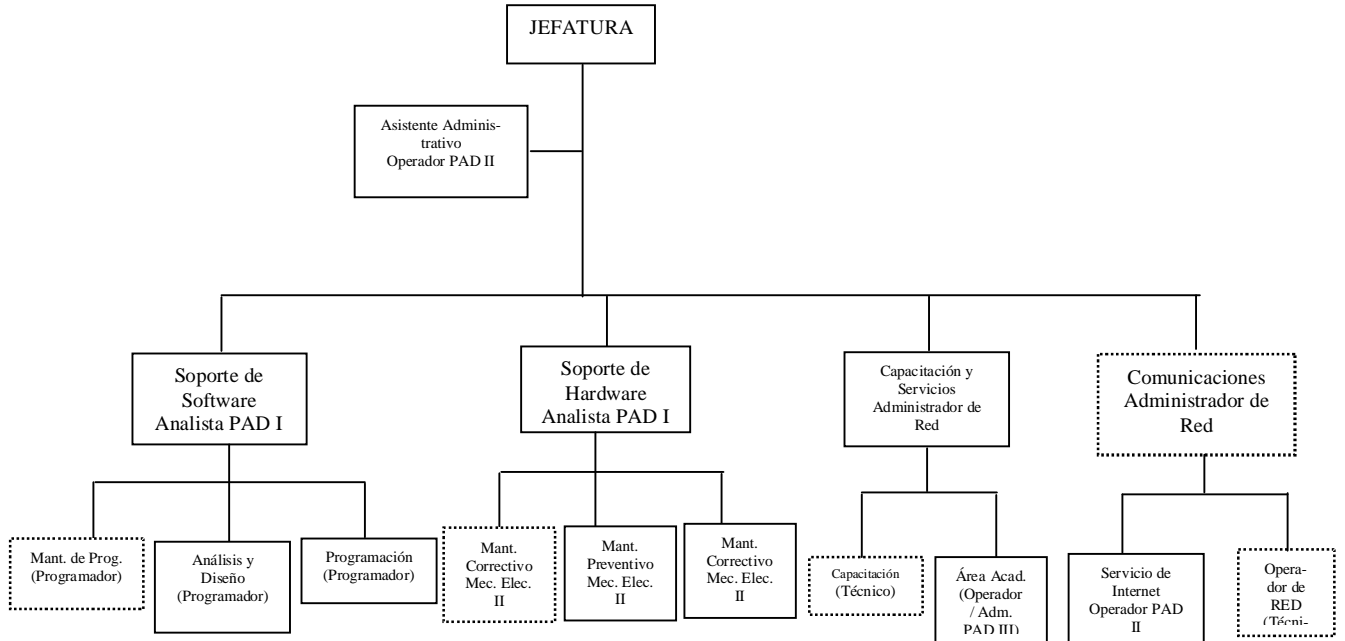 JEFATURA
Asistente Adminis-
trativo
Operador PAD II
Soporte de
Software
Analista PAD I
Soporte de
Hardware
Analista PAD I
Capacitación y
Servicios
Administrador de
Red
Comunicaciones
Administrador de
Red
Mant. de Prog.
(Programador)
Análisis y
Diseño
(Programador)
Programación
(Programador)
Mant.
Correctivo
Mec. Elec.
II
Mant.
Preventivo
Mec. Elec.
II
Mant.
Correctivo
Mec. Elec.
II
Capacitación
(Técnico)
Área Acad.
(Operador
/ Adm.
PAD III)
Servicio de
Internet
Operador PAD
II
Opera-
dor de
RED
(Técni-